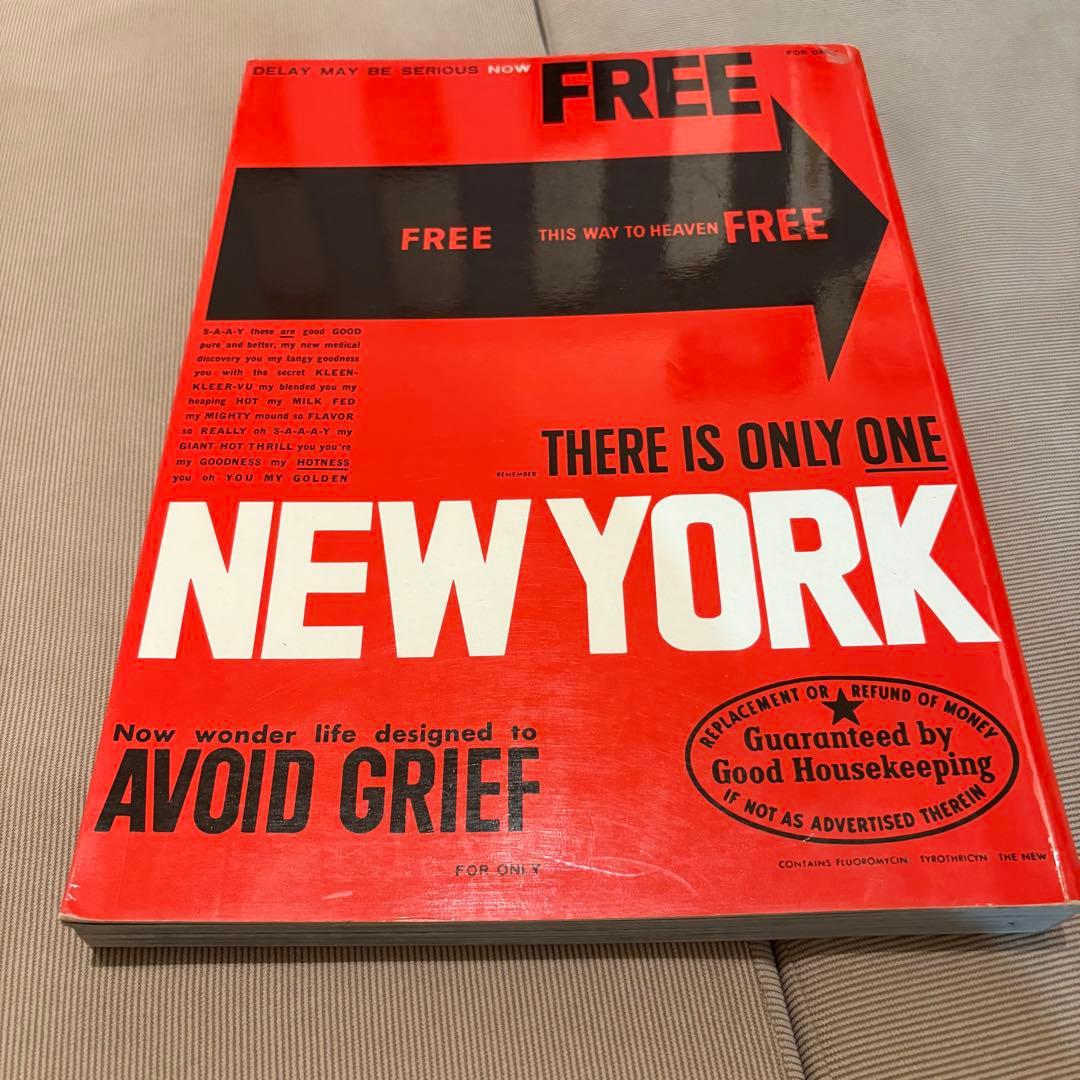 DELAY MAY BE SERIOUS NOW FREE
FOR ONLY
FREE THIS WAY TO HEAVEN FREE
S-A-A-Y these are good GOOD
pure and better, my new medical
discovery you my tangy goodness
you with the secret KLEEN-
KLEER-VU my blended you my
heaping HOT my MILK FED
my MIGHTY mound so FLAVOR
so REALLY oh S-A-A-A-Y my
GIANT HOT THRILL you you're
my GOODNESS my HOTNESS
you oh YOU MY GOLDEN
REMEMBER THERE IS ONLY ONE
NEW YORK
Now wonder life designed to
AVOID GRIEF
FOR ONLY
REPLACEMENT OR REFUND OF MONEY
Guaranteed by
Good Housekeeping
IF NOT AS ADVERTISED THEREIN
CONTAINS FLUOROMYCIN TYROTHRICYN THE NEW